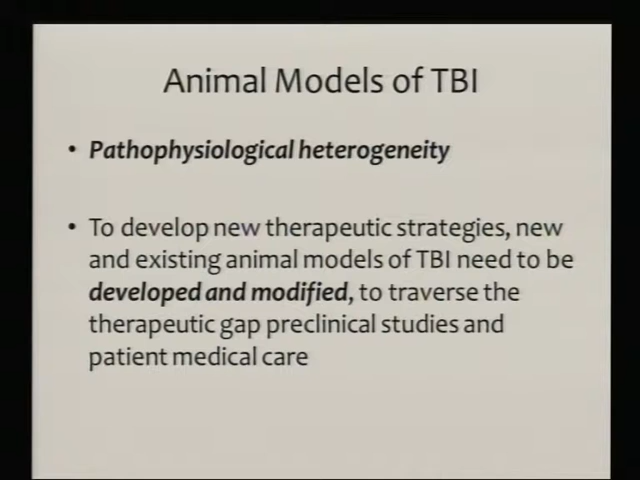 Animal Models of TBI
• Pathophysiological heterogeneity
• To develop new therapeutic strategies, new
and existing animal models of TBI need to be
developed and modified, to traverse the
therapeutic gap preclinical studies and
patient medical care